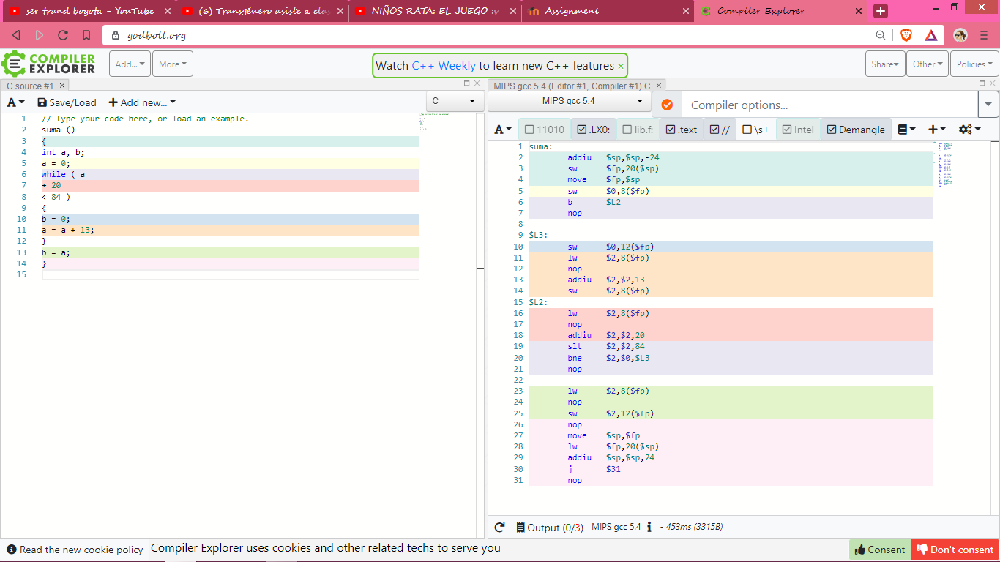 ser trand bogota - YouTube
(6) Transgénero asiste a clas
NIÑOS RATA: EL JUEGO :v
Assignment
Compiler Explorer
godbolt.org
COMPILER
EXPLORER
Add...
More
Watch C++ Weekly to learn new C++ features ×
Share
Other
Policies
C source #1 ×
A
Save/Load
+ Add new...
C
1 // Type your code here, or load an example.
2 suma ()
3 {
4 int a, b;
5 a = 0;
6 while ( a
7 + 20
8 < 84 )
9 {
10 b = 0;
11 a = a + 13;
12 }
13 b = a;
14 }
15
MIPS gcc 5.4 (Editor #1, Compiler #1) C ×
MIPS gcc 5.4
Compiler options...
A
11010
.LX0:
lib.f:
.text
//
\s+
Intel
Demangle
1 suma:
2 addiu $sp,$sp,-24
3 sw $fp,20($sp)
4 move $fp,$sp
5 sw $0,8($fp)
6 b $L2
7 nop
8
9 $L3:
10 sw $0,12($fp)
11 lw $2,8($fp)
12 nop
13 addiu $2,$2,13
14 sw $2,8($fp)
15 $L2:
16 lw $2,8($fp)
17 nop
18 addiu $2,$2,20
19 slt $2,$2,84
20 bne $2,$0,$L3
21 nop
22
23 lw $2,8($fp)
24 nop
25 sw $2,12($fp)
26 nop
27 move $sp,$fp
28 lw $fp,20($sp)
29 addiu $sp,$sp,24
30 j $31
31 nop
Output (0/3) MIPS gcc 5.4 i - 453ms (3315B)
Read the new cookie policy
Compiler Explorer uses cookies and other related techs to serve you
Consent
Don't consent